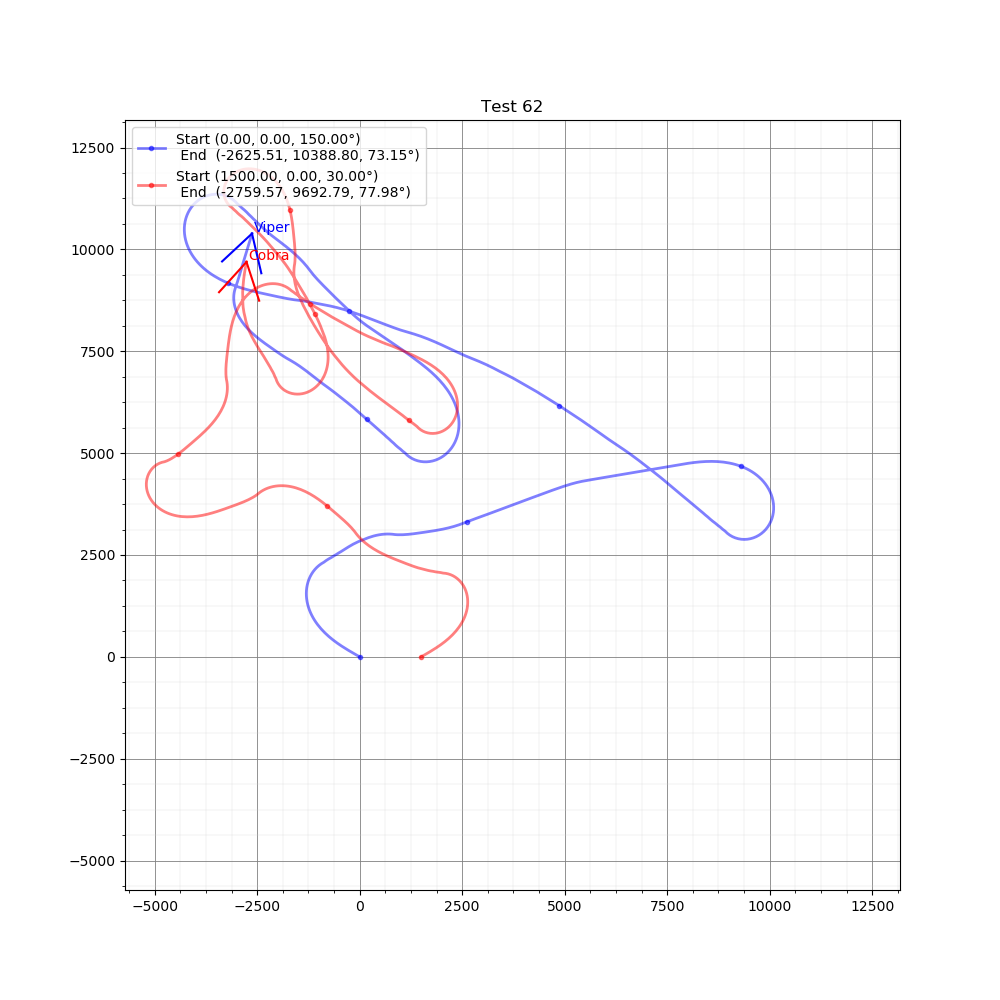 Test 62
Start (0.00, 0.00, 150.00°)
End (-2625.51, 10388.80, 73.15°)
Start (1500.00, 0.00, 30.00°)
End (-2759.57, 9692.79, 77.98°)
Viper
Cobra
12500
10000
7500
5000
2500
0
−2500
−5000
−5000 −2500 0 2500 5000 7500 10000 12500